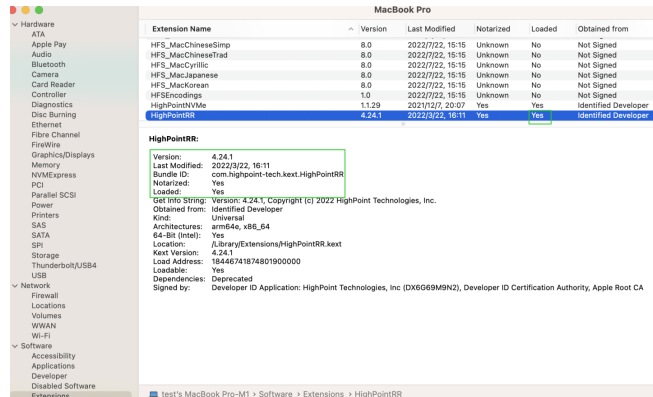 MacBook Pro
Hardware
ATA
Apple Pay
Audio
Bluetooth
Camera
Card Reader
Controller
Diagnostics
Disc Burning
Ethernet
Fibre Channel
FireWire
Graphics/Displays
Memory
NVMExpress
PCI
Parallel SCSI
Power
Printers
SAS
SATA
SPI
Storage
Thunderbolt/USB4
USB
Network
Firewall
Locations
Volumes
WWAN
Wi-Fi
Software
Accessibility
Applications
Developer
Disabled Software
Extensions
Extension Name Version Last Modified Notarized Loaded Obtained from
HFS_MacChineseSimp 8.0 2022/7/22, 15:15 Unknown No Not Signed
HFS_MacChineseTrad 8.0 2022/7/22, 15:15 Unknown No Not Signed
HFS_MacCyrillic 8.0 2022/7/22, 15:15 Unknown No Not Signed
HFS_MacJapanese 8.0 2022/7/22, 15:15 Unknown No Not Signed
HFS_MacKorean 8.0 2022/7/22, 15:15 Unknown No Not Signed
HFSEncodings 1.0 2022/7/22, 15:15 Unknown No Not Signed
HighPointNVMe 1.1.29 2021/12/7, 20:07 Yes Yes Identified Developer
HighPointRR 4.24.1 2022/3/22, 16:11 Yes Yes Identified Developer
HighPointRR:
Version: 4.24.1
Last Modified: 2022/3/22, 16:11
Bundle ID: com.highpoint-tech.kext.HighPointRR
Notarized: Yes
Loaded: Yes
Get Info String: Version: 4.24.1, Copyright (c) 2022 HighPoint Technologies, Inc.
Obtained from: Identified Developer
Kind: Universal
Architectures: arm64e, x86_64
64-Bit (Intel): Yes
Location: /Library/Extensions/HighPointRR.kext
Kext Version: 4.24.1
Load Address: 18446741874801900000
Loadable: Yes
Dependencies: Deprecated
Signed by: Developer ID Application: HighPoint Technologies, Inc (DX6G69M9N2), Developer ID Certification Authority, Apple Root CA
test's MacBook Pro-M1 › Software › Extensions › HighPointRR